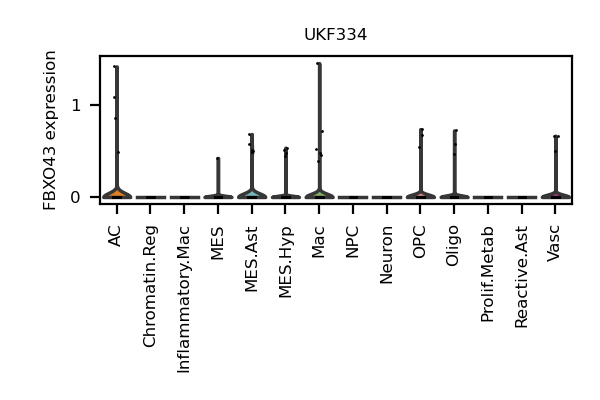 UKF334
FBXO43 expression
1
0
AC
Chromatin.Reg
Inflammatory.Mac
MES
MES.Ast
MES.Hyp
Mac
NPC
Neuron
OPC
Oligo
Prolif.Metab
Reactive.Ast
Vasc